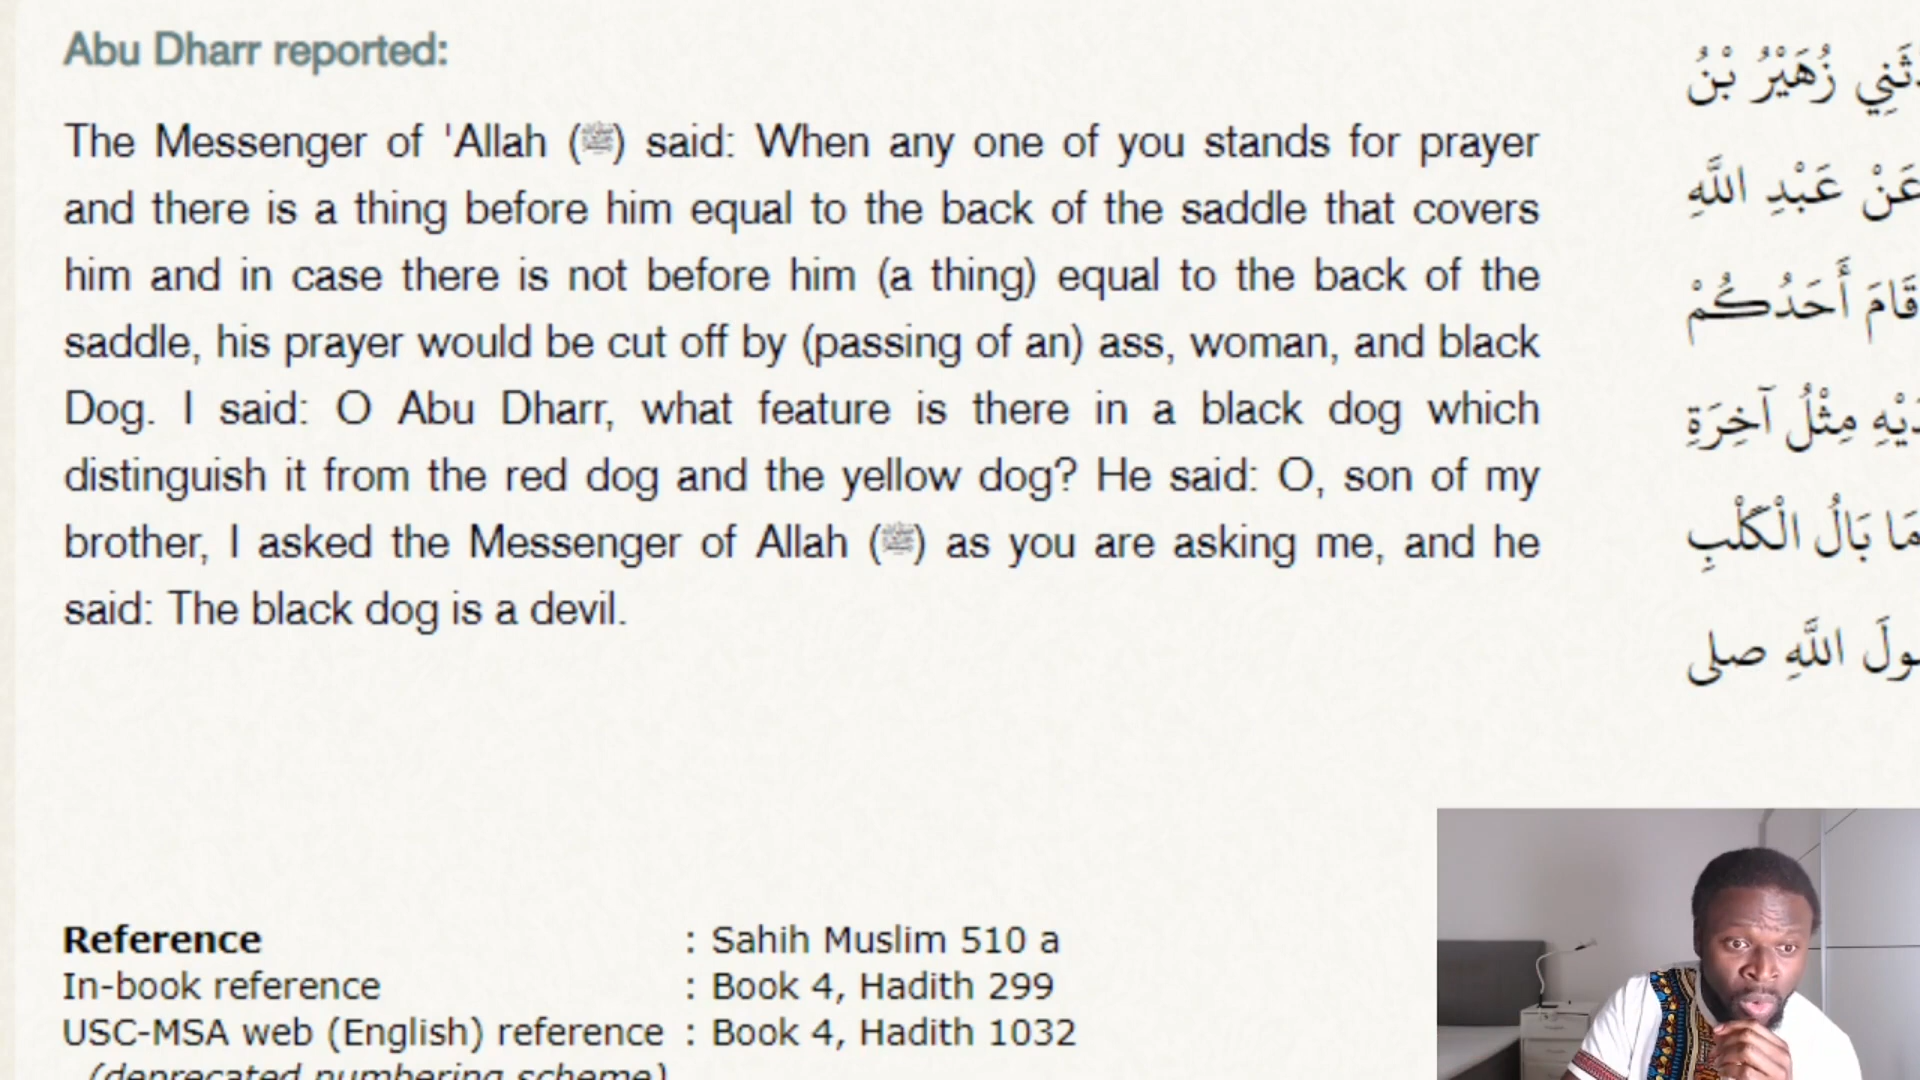 Abu Dharr reported:
The Messenger of 'Allah (ﷺ) said: When any one of you stands for prayer
and there is a thing before him equal to the back of the saddle that covers
him and in case there is not before him (a thing) equal to the back of the
saddle, his prayer would be cut off by (passing of an) ass, woman, and black
Dog. I said: O Abu Dharr, what feature is there in a black dog which
distinguish it from the red dog and the yellow dog? He said: O, son of my
brother, I asked the Messenger of Allah (ﷺ) as you are asking me, and he
said: The black dog is a devil.
زُهَيْرُ بْنُ
عَنْ عَبْدِ اللَّهِ
قَامَ أَحَدُكُمْ
مِثْلُ آخِرَةِ
مَا بَالُ الْكَلْبِ
اللَّهِ صلى
Reference : Sahih Muslim 510 a
In-book reference : Book 4, Hadith 299
USC-MSA web (English) reference : Book 4, Hadith 1032
(deprecated numbering scheme)